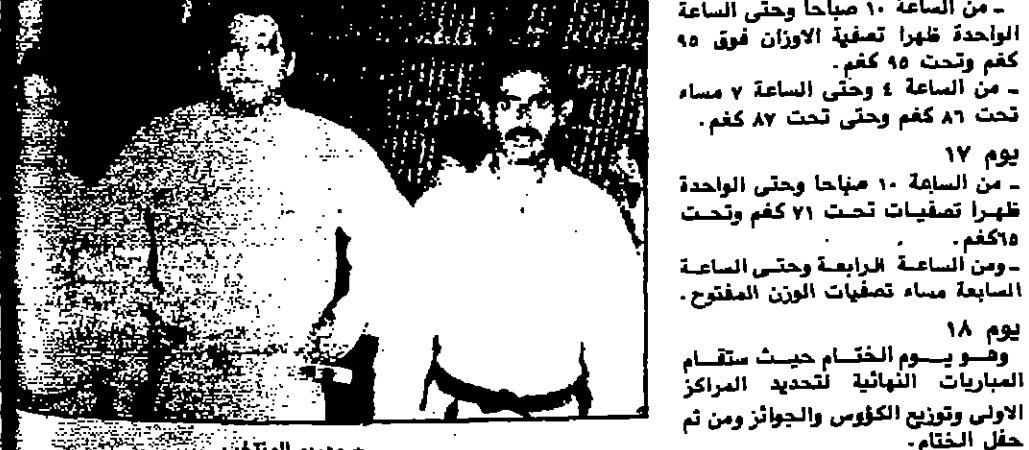 ـ من الساعة ١٠ صباحا وحتى الساعة
الواحدة ظهرا تصفية الاوزان فوق ٩٥
كغم وتحت ٩٥ كغم.
ـ من الساعة ٤ وحتى الساعة ٧ مساء
تحت ٨٦ كغم وحتى تحت ٨٧ كغم.
يوم ١٧
ـ من الساعة ١٠ صباحا وحتى الواحدة
ظهرا تصفيات تحت ٧١ كغم وتحت
٦٥كغم.
ـ ومن الساعة الرابعة وحتى الساعة
السابعة مساء تصفيات الوزن المفتوح.
يوم ١٨
وهو يوم الختام حيث ستقام
المباريات النهائية لتحديد المراكز
الاولى وتوزيع الكؤوس والجوائز ومن ثم
حفل الختام.